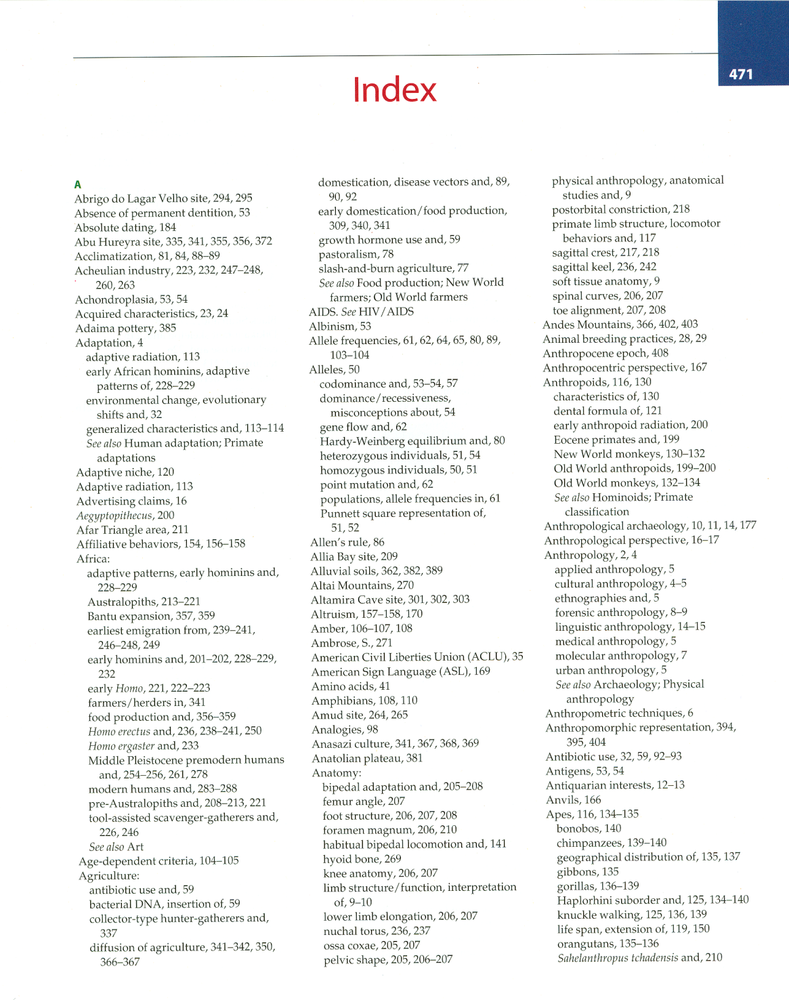 471
Index
A
Abrigo do Lagar Velho site, 294, 295
Absence of permanent dentition, 53
Absolute dating, 184
Abu Hureyra site, 335, 341, 355, 356, 372
Acclimatization, 81, 84, 88–89
Acheulian industry, 223, 232, 247–248,
260, 263
Achondroplasia, 53, 54
Acquired characteristics, 23, 24
Adaima pottery, 385
Adaptation, 4
adaptive radiation, 113
early African hominins, adaptive
patterns of, 228–229
environmental change, evolutionary
shifts and, 32
generalized characteristics and, 113–114
See also Human adaptation; Primate
adaptations
Adaptive niche, 120
Adaptive radiation, 113
Advertising claims, 16
Aegyptopithecus, 200
Afar Triangle area, 211
Affiliative behaviors, 154, 156–158
Africa:
adaptive patterns, early hominins and,
228–229
Australopiths, 213–221
Bantu expansion, 357, 359
earliest emigration from, 239–241,
246–248, 249
early hominins and, 201–202, 228–229,
232
early Homo, 221, 222–223
farmers/herders in, 341
food production and, 356–359
Homo erectus and, 236, 238–241, 250
Homo ergaster and, 233
Middle Pleistocene premodern humans
and, 254–256, 261, 278
modern humans and, 283–288
pre-Australopiths and, 208–213, 221
tool-assisted scavenger-gatherers and,
226, 246
See also Art
Age-dependent criteria, 104–105
Agriculture:
antibiotic use and, 59
bacterial DNA, insertion of, 59
collector-type hunter-gatherers and,
337
diffusion of agriculture, 341–342, 350,
366–367
domestication, disease vectors and, 89,
90, 92
early domestication/food production,
309, 340, 341
growth hormone use and, 59
pastoralism, 78
slash-and-burn agriculture, 77
See also Food production; New World
farmers; Old World farmers
AIDS. See HIV/AIDS
Albinism, 53
Allele frequencies, 61, 62, 64, 65, 80, 89,
103–104
Alleles, 50
codominance and, 53–54, 57
dominance/recessiveness,
misconceptions about, 54
gene flow and, 62
Hardy-Weinberg equilibrium and, 80
heterozygous individuals, 51, 54
homozygous individuals, 50, 51
point mutation and, 62
populations, allele frequencies in, 61
Punnett square representation of,
51, 52
Allen's rule, 86
Allia Bay site, 209
Alluvial soils, 362, 382, 389
Altai Mountains, 270
Altamira Cave site, 301, 302, 303
Altruism, 157–158, 170
Amber, 106–107, 108
Ambrose, S., 271
American Civil Liberties Union (ACLU), 35
American Sign Language (ASL), 169
Amino acids, 41
Amphibians, 108, 110
Amud site, 264, 265
Analogies, 98
Anasazi culture, 341, 367, 368, 369
Anatolian plateau, 381
Anatomy:
bipedal adaptation and, 205–208
femur angle, 207
foot structure, 206, 207, 208
foramen magnum, 206, 210
habitual bipedal locomotion and, 141
hyoid bone, 269
knee anatomy, 206, 207
limb structure/function, interpretation
of, 9–10
lower limb elongation, 206, 207
nuchal torus, 236, 237
ossa coxae, 205, 207
pelvic shape, 205, 206–207
physical anthropology, anatomical
studies and, 9
postorbital constriction, 218
primate limb structure, locomotor
behaviors and, 117
sagittal crest, 217, 218
sagittal keel, 236, 242
soft tissue anatomy, 9
spinal curves, 206, 207
toe alignment, 207, 208
Andes Mountains, 366, 402, 403
Animal breeding practices, 28, 29
Anthropocene epoch, 408
Anthropocentric perspective, 167
Anthropoids, 116, 130
characteristics of, 130
dental formula of, 121
early anthropoid radiation, 200
Eocene primates and, 199
New World monkeys, 130–132
Old World anthropoids, 199–200
Old World monkeys, 132–134
See also Hominoids; Primate
classification
Anthropological archaeology, 10, 11, 14, 177
Anthropological perspective, 16–17
Anthropology, 2, 4
applied anthropology, 5
cultural anthropology, 4–5
ethnographies and, 5
forensic anthropology, 8–9
linguistic anthropology, 14–15
medical anthropology, 5
molecular anthropology, 7
urban anthropology, 5
See also Archaeology; Physical
anthropology
Anthropometric techniques, 6
Anthropomorphic representation, 394,
395, 404
Antibiotic use, 32, 59, 92–93
Antigens, 53, 54
Antiquarian interests, 12–13
Anvils, 166
Apes, 116, 134–135
bonobos, 140
chimpanzees, 139–140
geographical distribution of, 135, 137
gibbons, 135
gorillas, 136–139
Haplorhini suborder and, 125, 134–140
knuckle walking, 125, 136, 139
life span, extension of, 119, 150
orangutans, 135–136
Sahelanthropus tchadensis and, 210